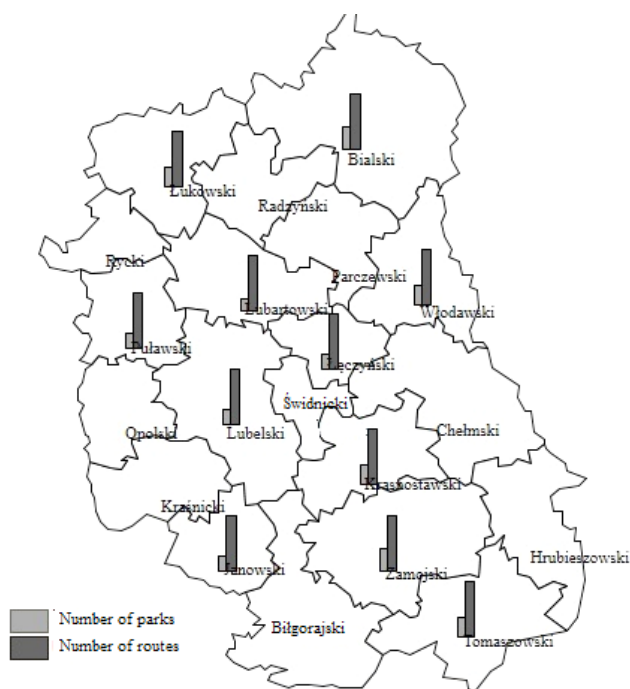 Bialski
Łukowski
Radzyński
Rycki
Parczewski
Lubartowski
Włodawski
Puławski
Łęczyński
Świdnicki
Opolski
Lubelski
Chełmski
Krasnostawski
Kraśnicki
Hrubieszowski
Janowski
Zamojski
Number of parks
Biłgorajski
Tomaszowski
Number of routes